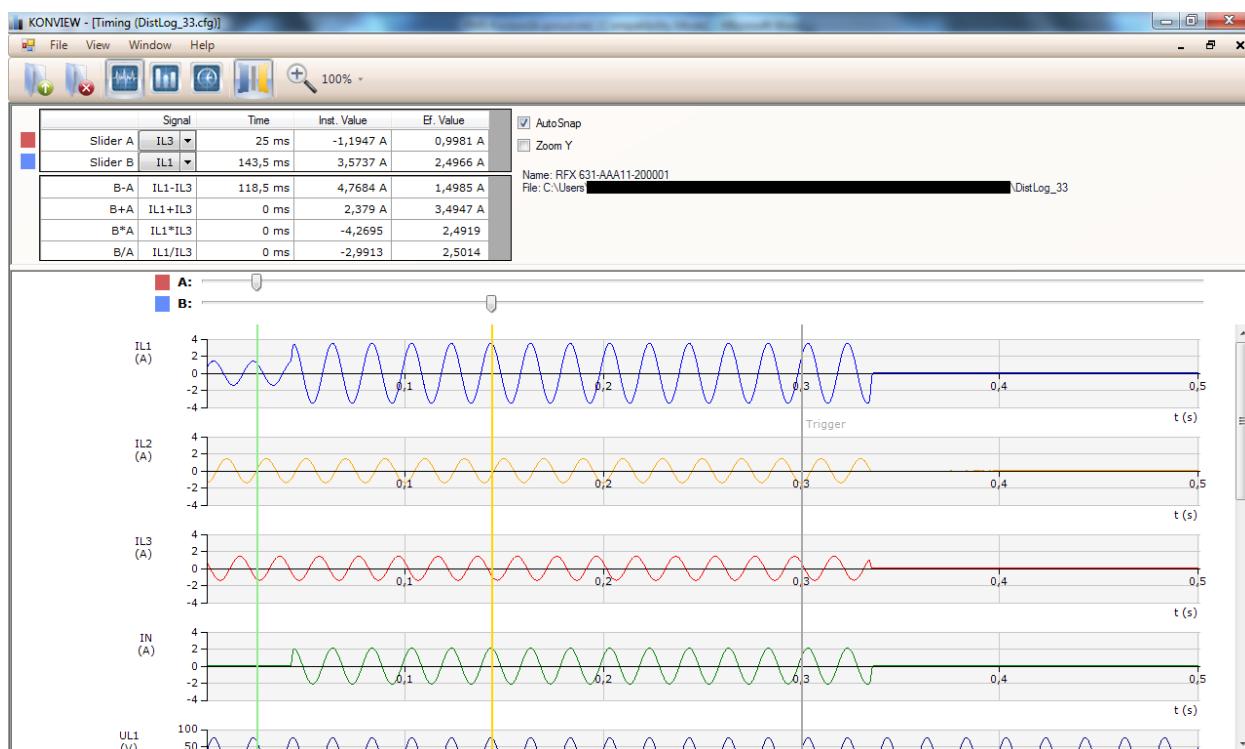 KONVIEW - [Timing (DistLog_33.cfg)]
File View Window Help
100%
Signal Time Inst. Value Ef. Value
Slider A IL3 25 ms -1,1947 A 0,9981 A
Slider B IL1 143,5 ms 3,5737 A 2,4966 A
B-A IL1-IL3 118,5 ms 4,7684 A 1,4985 A
B+A IL1+IL3 0 ms 2,379 A 3,4947 A
B*A IL1*IL3 0 ms -4,2695 2,4919
B/A IL1/IL3 0 ms -2,9913 2,5014
AutoSnap
Zoom Y
Name: RFX 631-AAA11-200001
File: C:\Users\ \DistLog_33
A:
B:
IL1
(A)
4
2
0
-2
-4
0,1 0,2 0,3 0,4 0,5
t (s)
Trigger
IL2
(A)
4
2
0
-2
-4
0,1 0,2 0,3 0,4 0,5
t (s)
IL3
(A)
4
2
0
-2
-4
0,1 0,2 0,3 0,4 0,5
t (s)
IN
(A)
4
2
0
-2
-4
0,1 0,2 0,3 0,4 0,5
t (s)
UL1
(V)
100
50